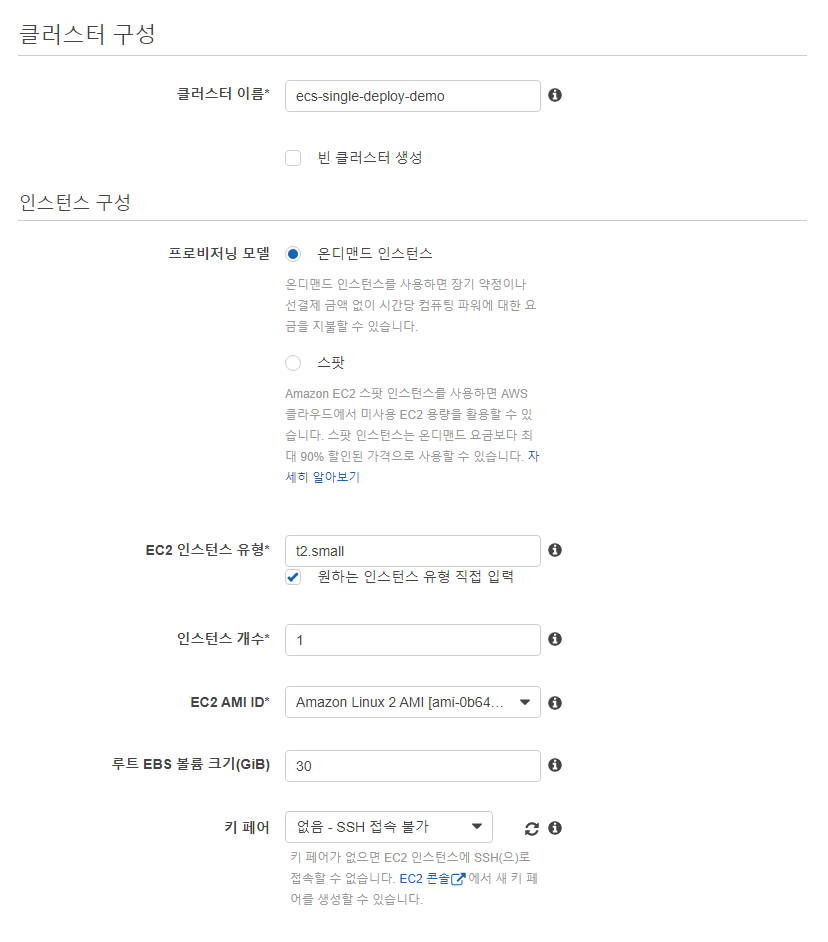 클러스터 구성
클러스터 이름*
ecs-single-deploy-demo
빈 클러스터 생성
인스턴스 구성
프로비저닝 모델
온디맨드 인스턴스
온디맨드 인스턴스를 사용하면 장기 약정이나
선결제 금액 없이 시간당 컴퓨팅 파워에 대한 요
금을 지불할 수 있습니다.
스팟
Amazon EC2 스팟 인스턴스를 사용하면 AWS
클라우드에서 미사용 EC2 용량을 활용할 수 있
습니다. 스팟 인스턴스는 온디맨드 요금보다 최
대 90% 할인된 가격으로 사용할 수 있습니다. 자
세히 알아보기
EC2 인스턴스 유형*
t2.small
원하는 인스턴스 유형 직접 입력
인스턴스 개수*
1
EC2 AMI ID*
Amazon Linux 2 AMI [ami-0b64...
루트 EBS 볼륨 크기(GiB)
30
키 페어
없음 - SSH 접속 불가
키 페어가 없으면 EC2 인스턴스에 SSH(으)로
접속할 수 없습니다. EC2 콘솔에서 새 키 페
어를 생성할 수 있습니다.